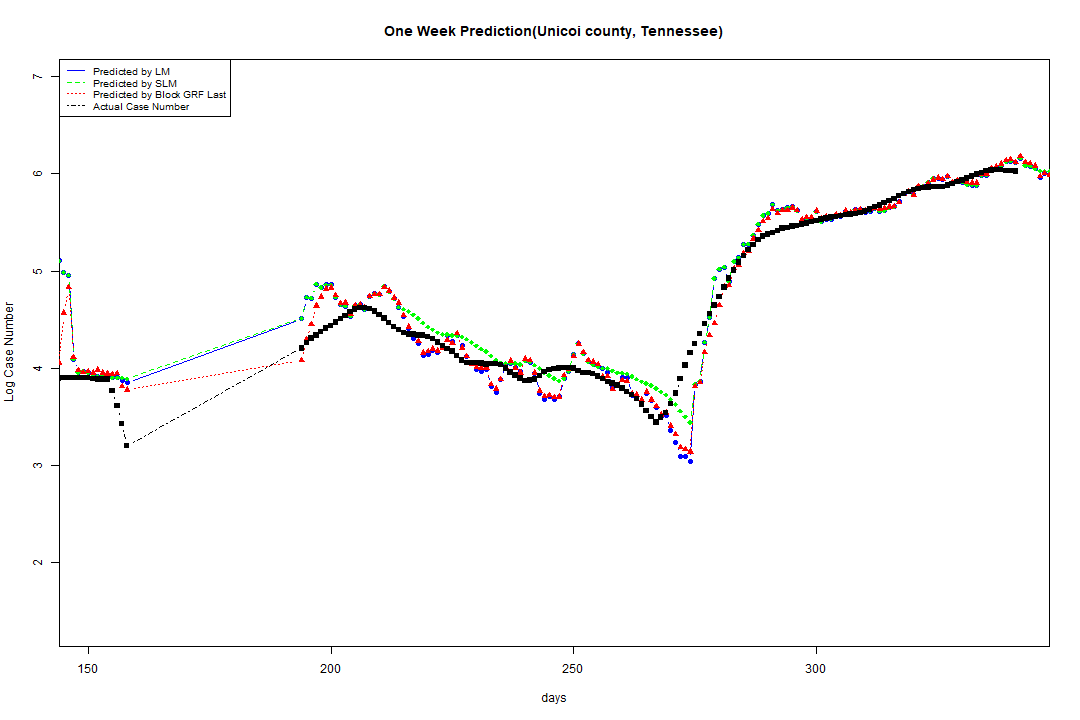 One Week Prediction(Unicoi county, Tennessee)
Predicted by LM
Predicted by SLM
Predicted by Block GRF Last
Actual Case Number
7
6
5
4
3
2
Log Case Number
150 200 250 300
days